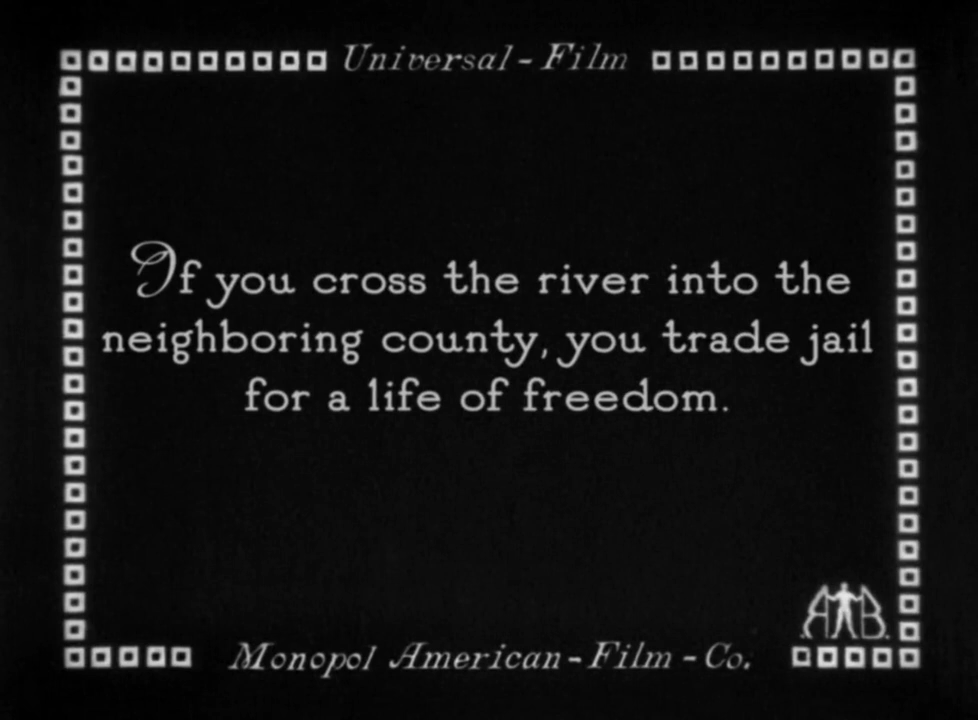 Universal-Film
If you cross the river into the
neighboring county, you trade jail
for a life of freedom.
A B.
Monopol American-Film-Co.